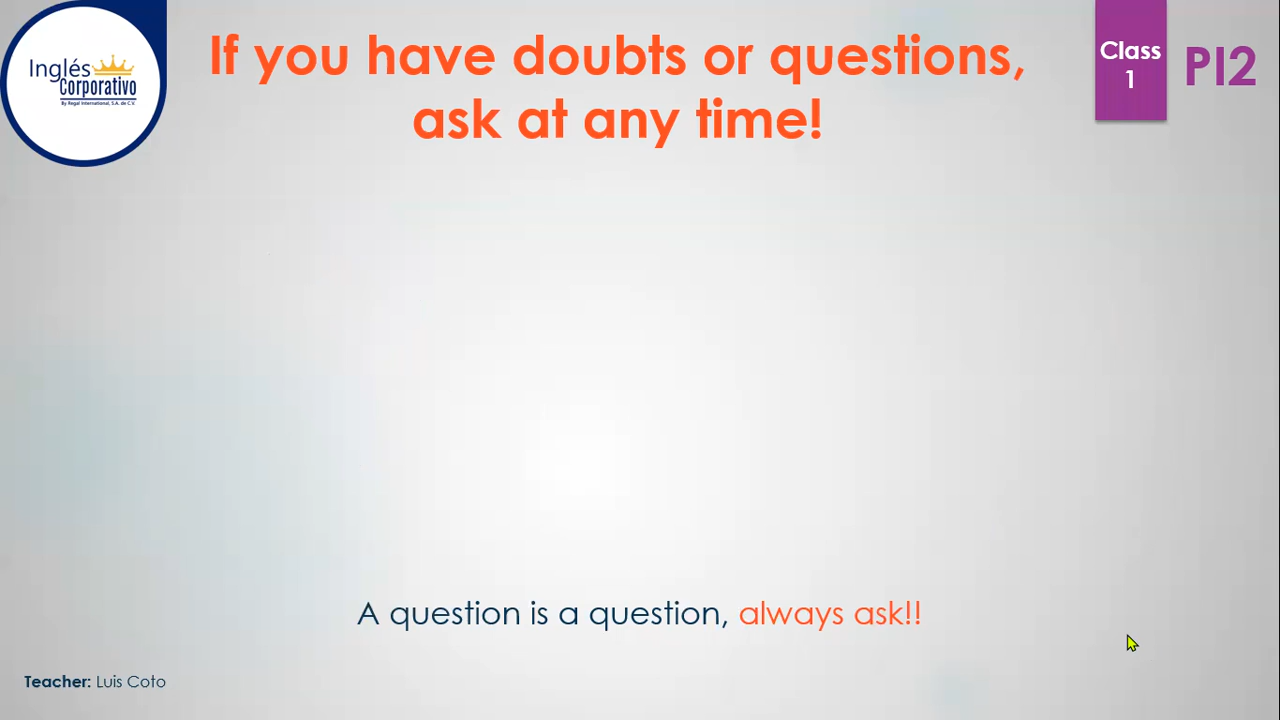 Inglés
Corporativo
By Regal International, S.A. de C.V.
If you have doubts or questions,
ask at any time!
Class
1
PI2
A question is a question, always ask!!
Teacher: Luis Coto